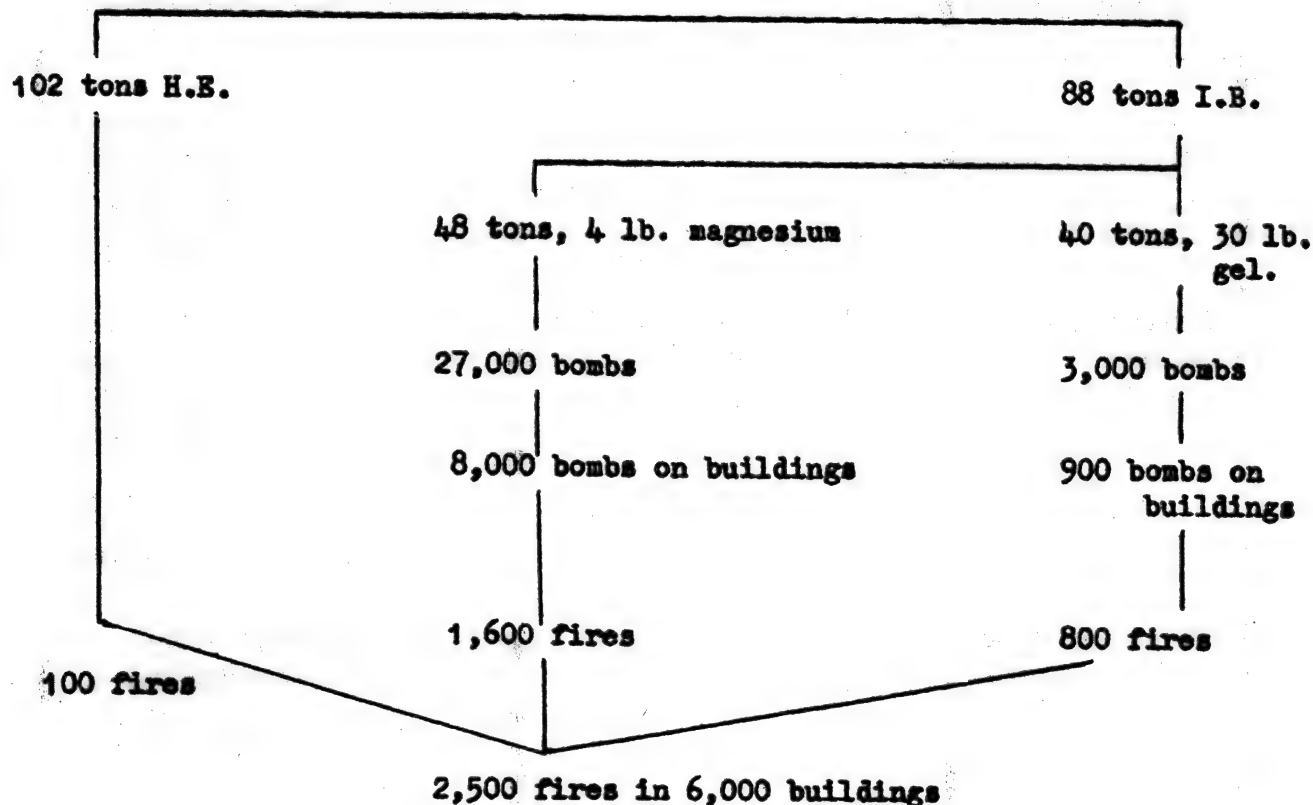 102 tons H.E.
88 tons I.B.
48 tons, 4 lb. magnesium
40 tons, 30 lb.
gel.
27,000 bombs
3,000 bombs
8,000 bombs on buildings
900 bombs on
buildings
1,600 fires
800 fires
100 fires
2,500 fires in 6,000 buildings